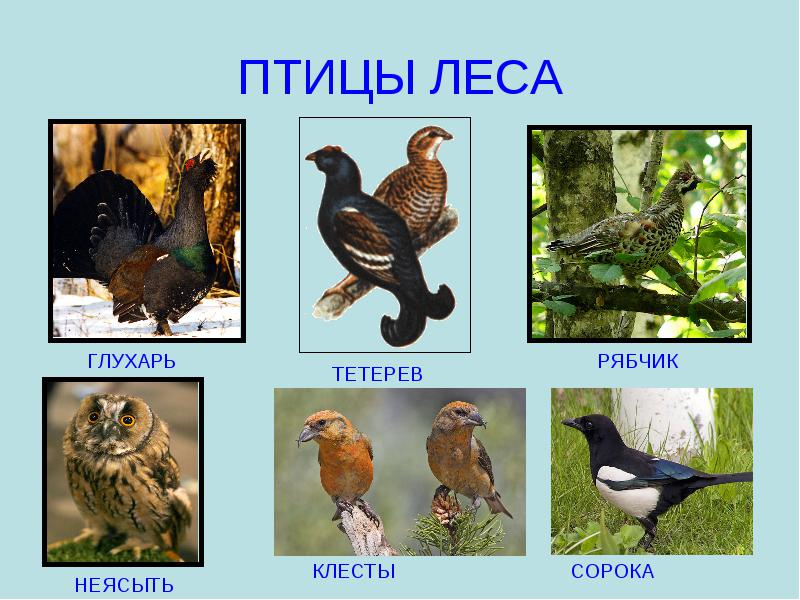 ПТИЦЫ ЛЕСА
ГЛУХАРЬ
ТЕТЕРЕВ
РЯБЧИК
НЕЯСЫТЬ
КЛЕСТЫ
СОРОКА